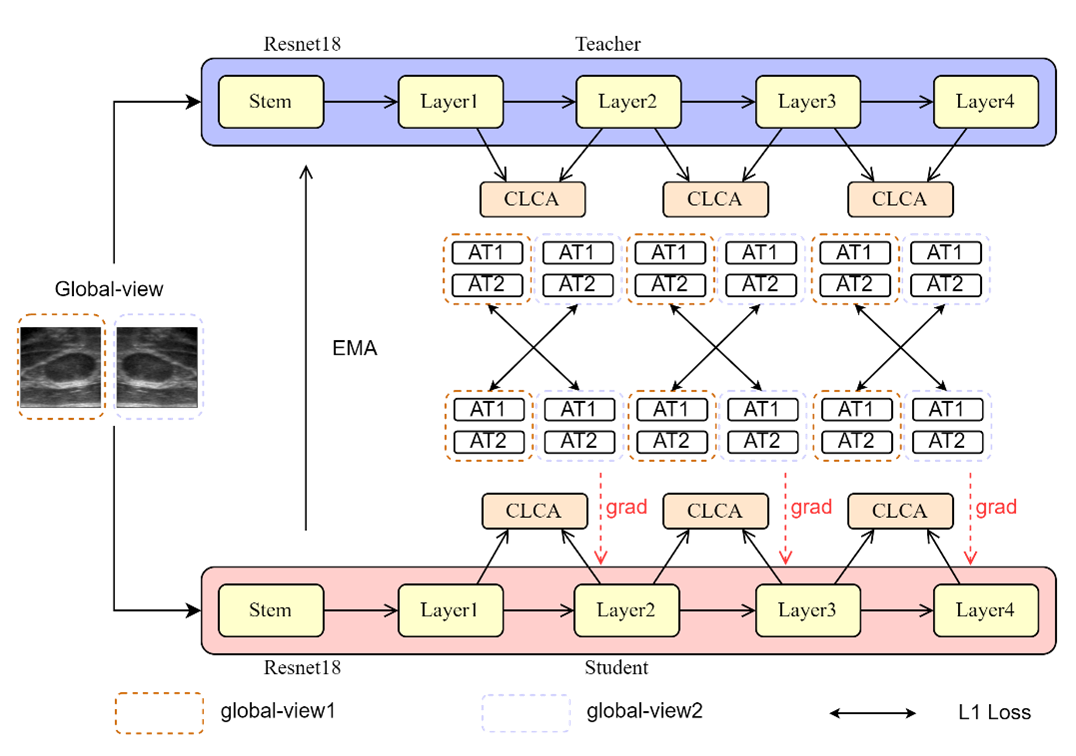 Resnet18 Teacher
Stem Layer1 Layer2 Layer3 Layer4
CLCA CLCA CLCA
AT1 AT1 AT1 AT1 AT1 AT1
AT2 AT2 AT2 AT2 AT2 AT2
Global-view
EMA
AT1 AT1 AT1 AT1 AT1 AT1
AT2 AT2 AT2 AT2 AT2 AT2
CLCA grad CLCA grad CLCA grad
Stem Layer1 Layer2 Layer3 Layer4
Resnet18 Student
global-view1 global-view2 L1 Loss